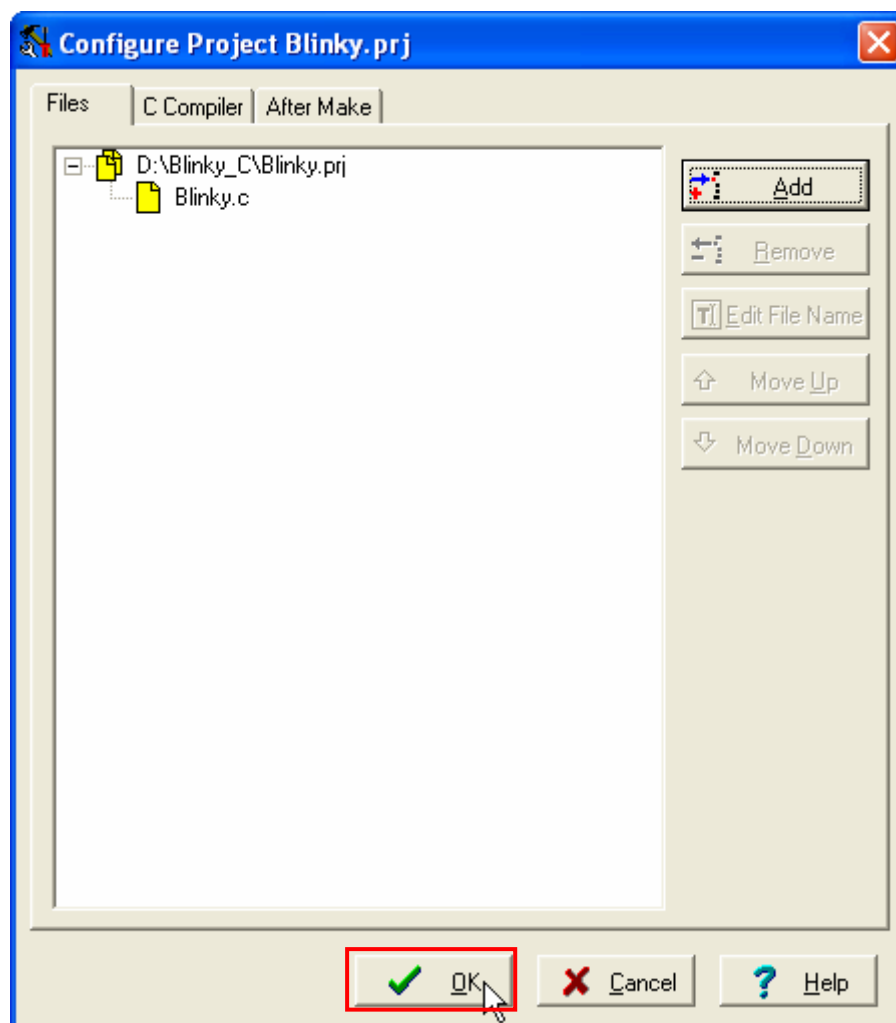 Configure Project Blinky.prj
Files
C Compiler
After Make
D:\Blinky_C\Blinky.prj
Blinky.c
Add
Remove
Edit File Name
Move Up
Move Down
OK
Cancel
Help